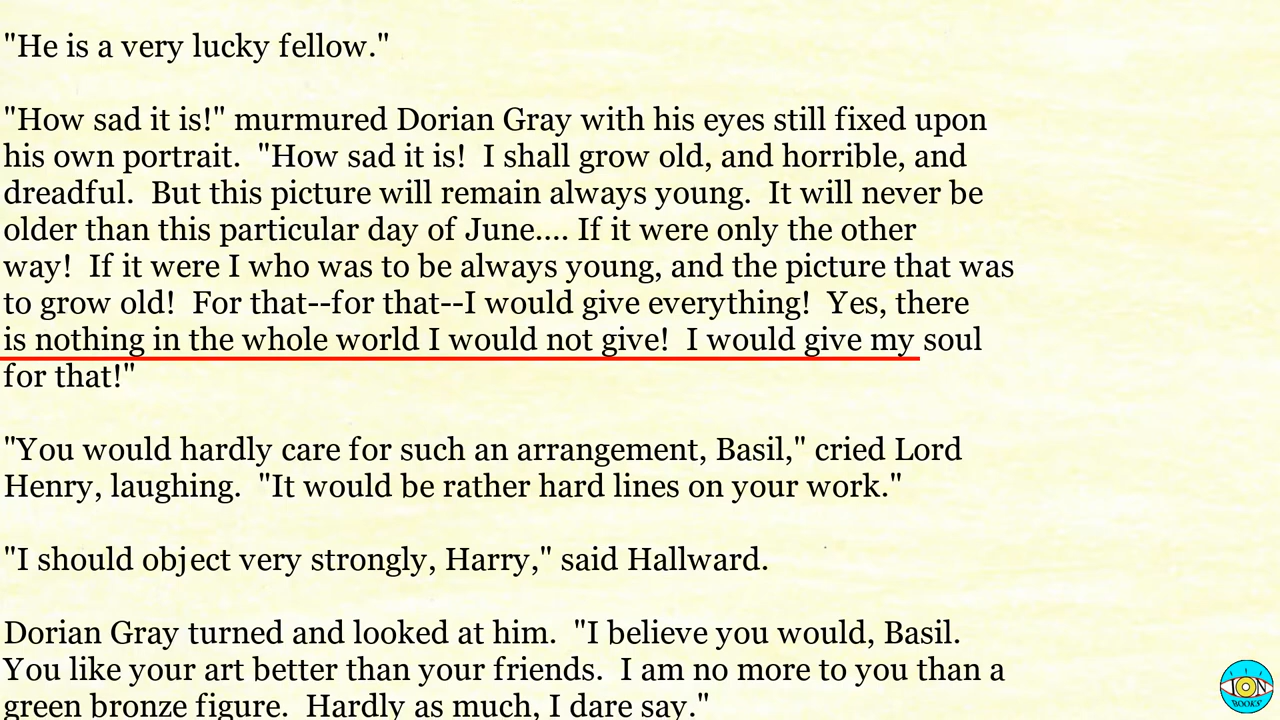 "He is a very lucky fellow."
"How sad it is!" murmured Dorian Gray with his eyes still fixed upon
his own portrait.  "How sad it is!  I shall grow old, and horrible, and
dreadful.  But this picture will remain always young.  It will never be
older than this particular day of June.... If it were only the other
way!  If it were I who was to be always young, and the picture that was
to grow old!  For that--for that--I would give everything!  Yes, there
is nothing in the whole world I would not give!  I would give my soul
for that!"
"You would hardly care for such an arrangement, Basil," cried Lord
Henry, laughing.  "It would be rather hard lines on your work."
"I should object very strongly, Harry," said Hallward.
Dorian Gray turned and looked at him.  "I believe you would, Basil.
You like your art better than your friends.  I am no more to you than a
green bronze figure.  Hardly as much, I dare say."
ION
BOOKS